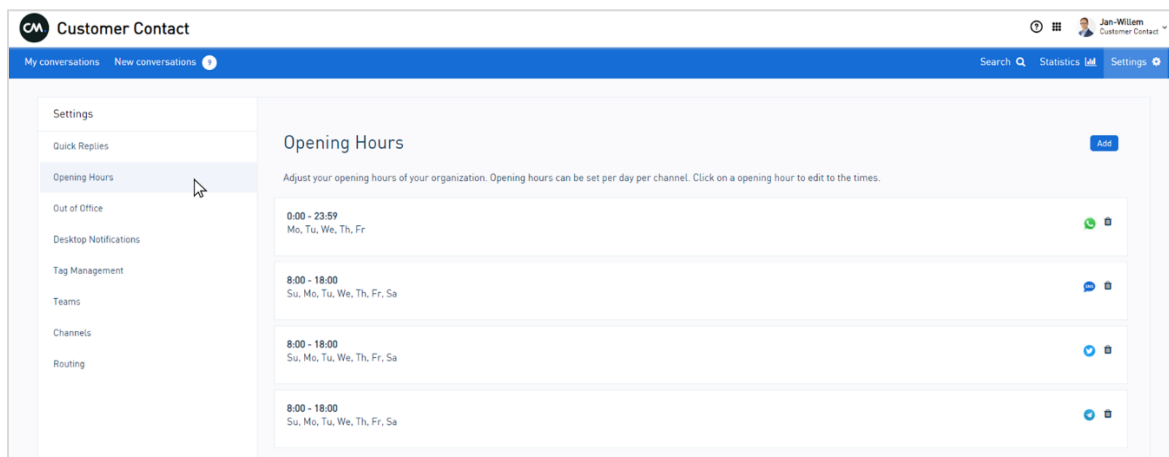 CM.
Customer Contact
Jan-Willem
Customer Contact
My conversations New conversations 9
Search Statistics Settings
Settings
Quick Replies
Opening Hours
Out of Office
Desktop Notifications
Tag Management
Teams
Channels
Routing
Opening Hours
Add
Adjust your opening hours of your organization. Opening hours can be set per day per channel. Click on a opening hour to edit to the times.
0:00 - 23:59
Mo, Tu, We, Th, Fr
8:00 - 18:00
Su, Mo, Tu, We, Th, Fr, Sa
SMS
8:00 - 18:00
Su, Mo, Tu, We, Th, Fr, Sa
8:00 - 18:00
Su, Mo, Tu, We, Th, Fr, Sa